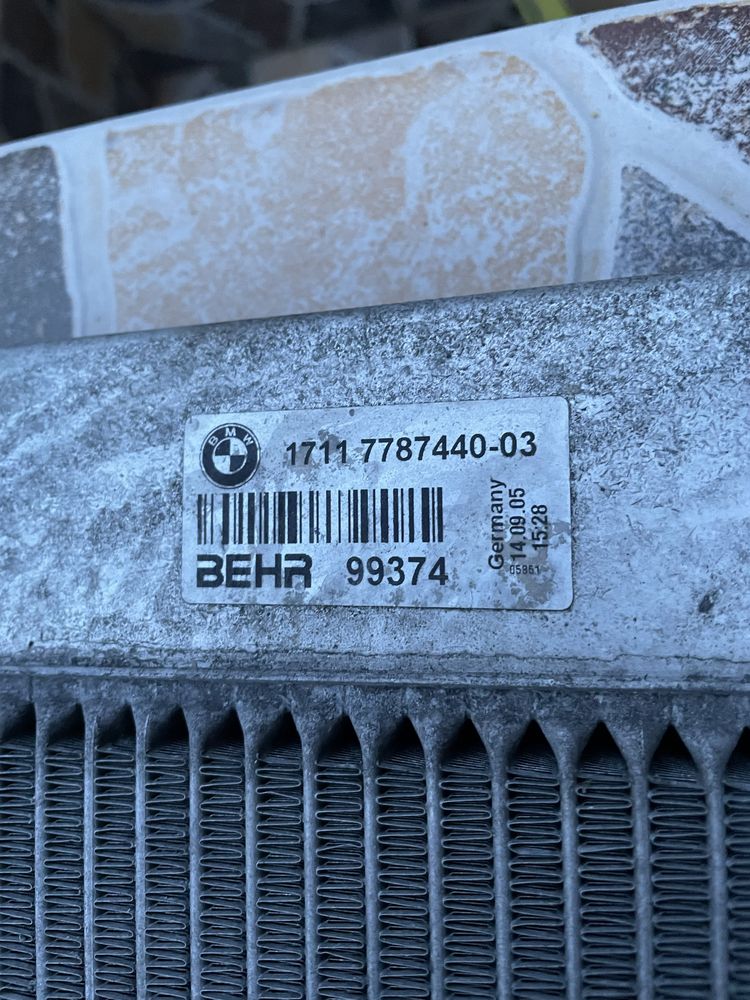 BMW
1711 7787440-03
BEHR 99374
Germany
14.09.05
15:28
05861